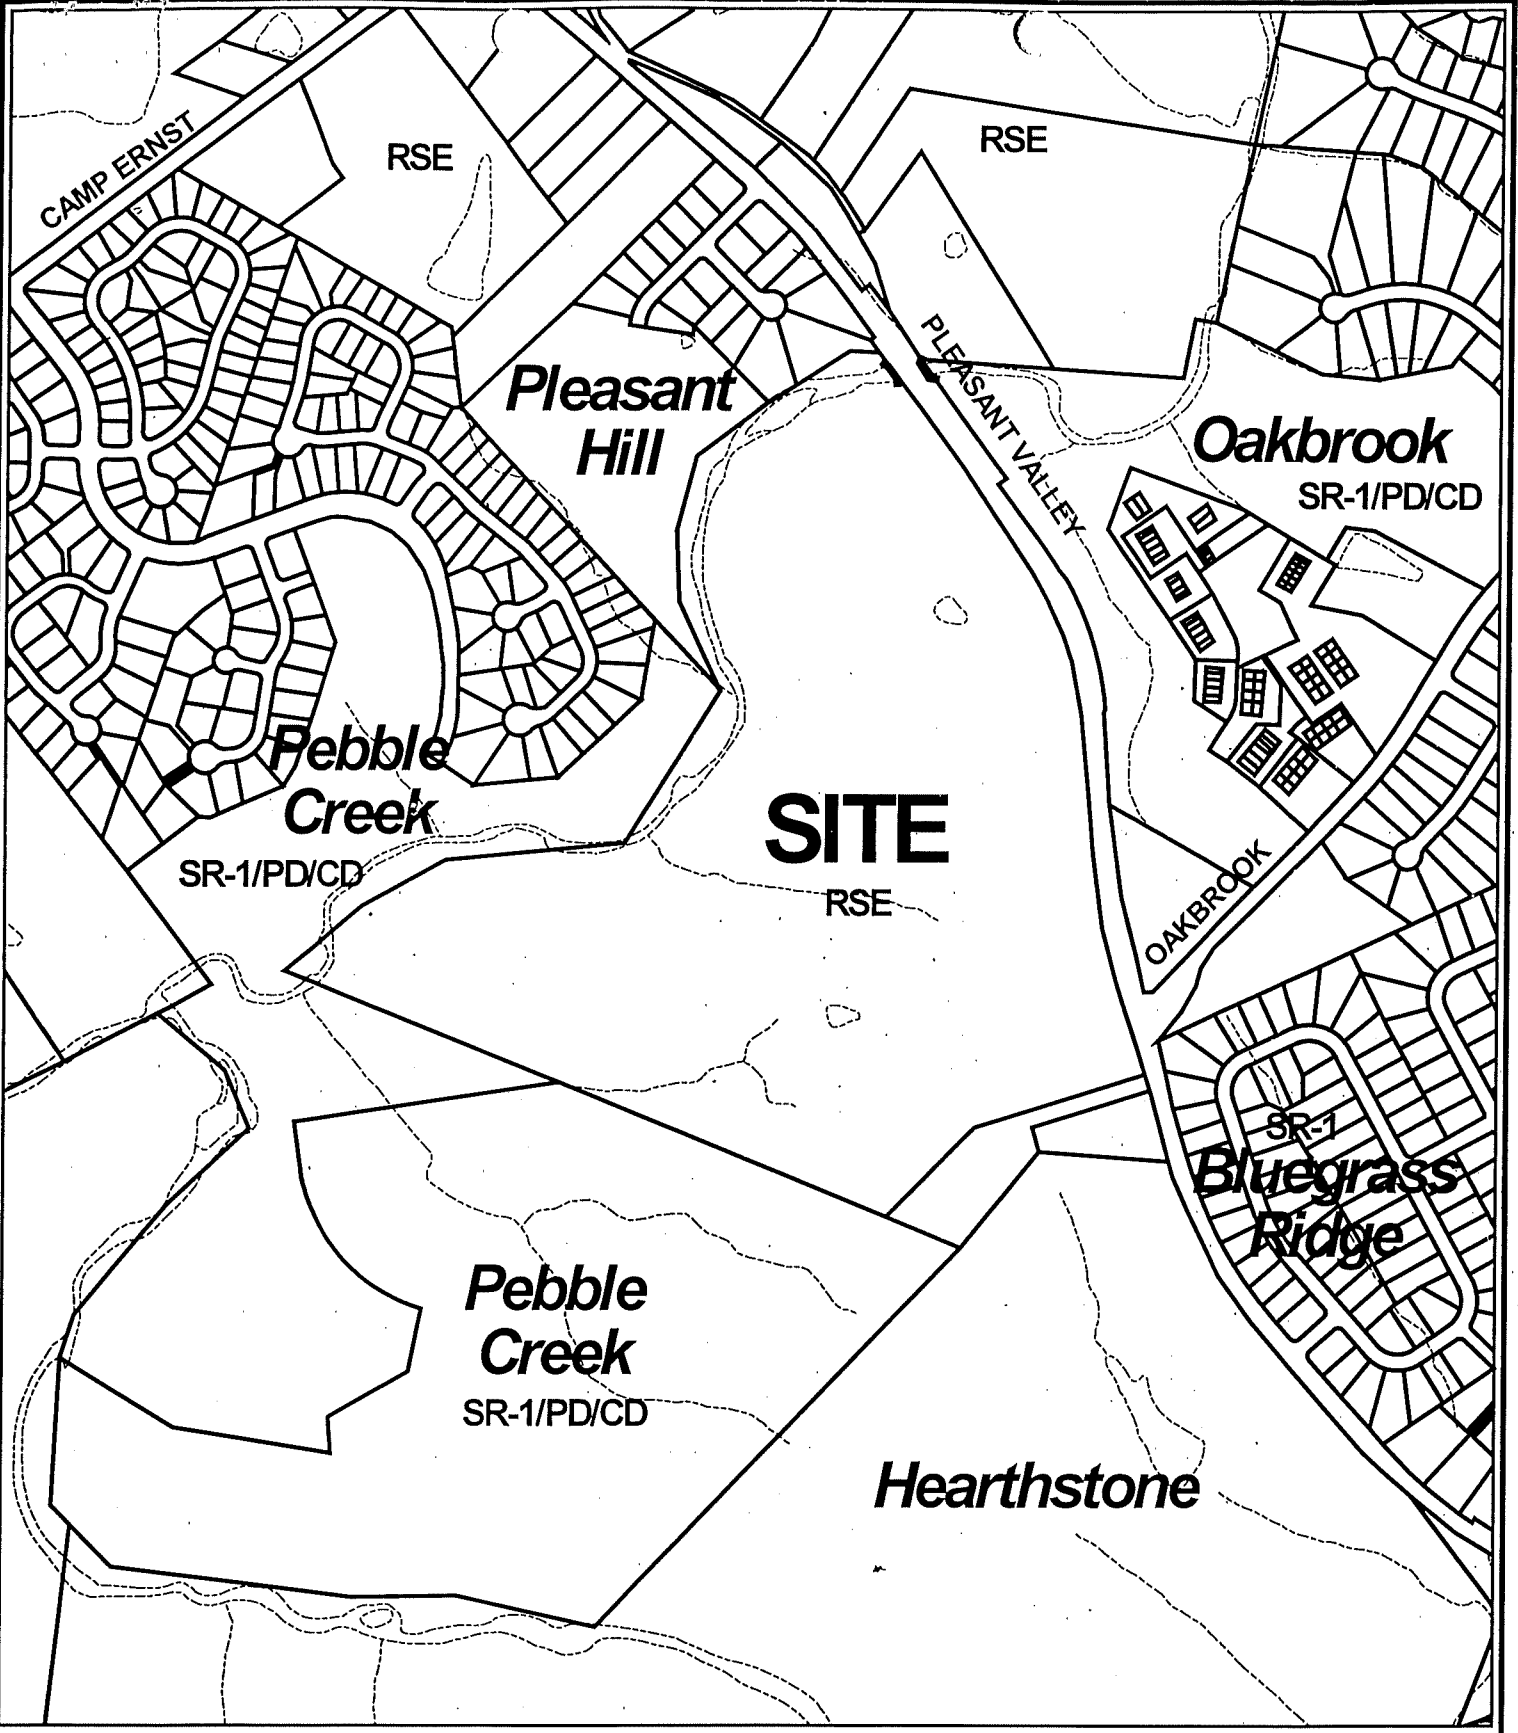 CAMP ERNST
RSE
RSE
PLEASANT VALLEY
Pleasant
Hill
Oakbrook
SR-1/PD/CD
Pebble
Creek
SR-1/PD/CD
SITE
RSE
OAKBROOK
SR-1
Bluegrass
Ridge
Pebble
Creek
SR-1/PD/CD
Hearthstone